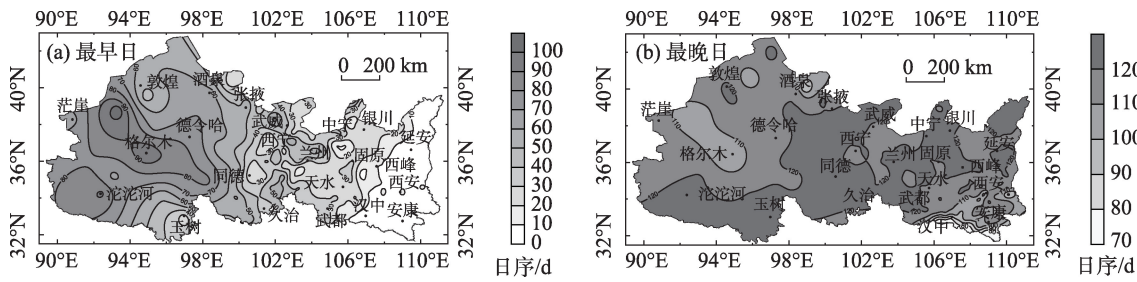 90°E 94°E 98°E 102°E 106°E 110°E
(a) 最早日
0 200 km
40°N
36°N
32°N
敦煌
酒泉
张掖
茫崖
武威
银川
中宁
德令哈
延安
西宁
格尔木
兰州
固原
西峰
同德
天水
西安
沱沱河
久治
汉中
安康
武都
玉树
90°E 94°E 98°E 102°E 106°E 110°E
100
90
80
70
60
50
40
30
20
10
0
日序/d
90°E 94°E 98°E 102°E 106°E 110°E
(b) 最晚日
0 200 km
40°N
36°N
32°N
敦煌
酒泉
张掖
茫崖
武威
银川
中宁
德令哈
延安
西宁
格尔木
兰州 固原
西峰
同德
天水
西安
沱沱河
久治
武都
安康
玉树
汉中
90°E 94°E 98°E 102°E 106°E 110°E
120
110
100
90
80
70
日序/d